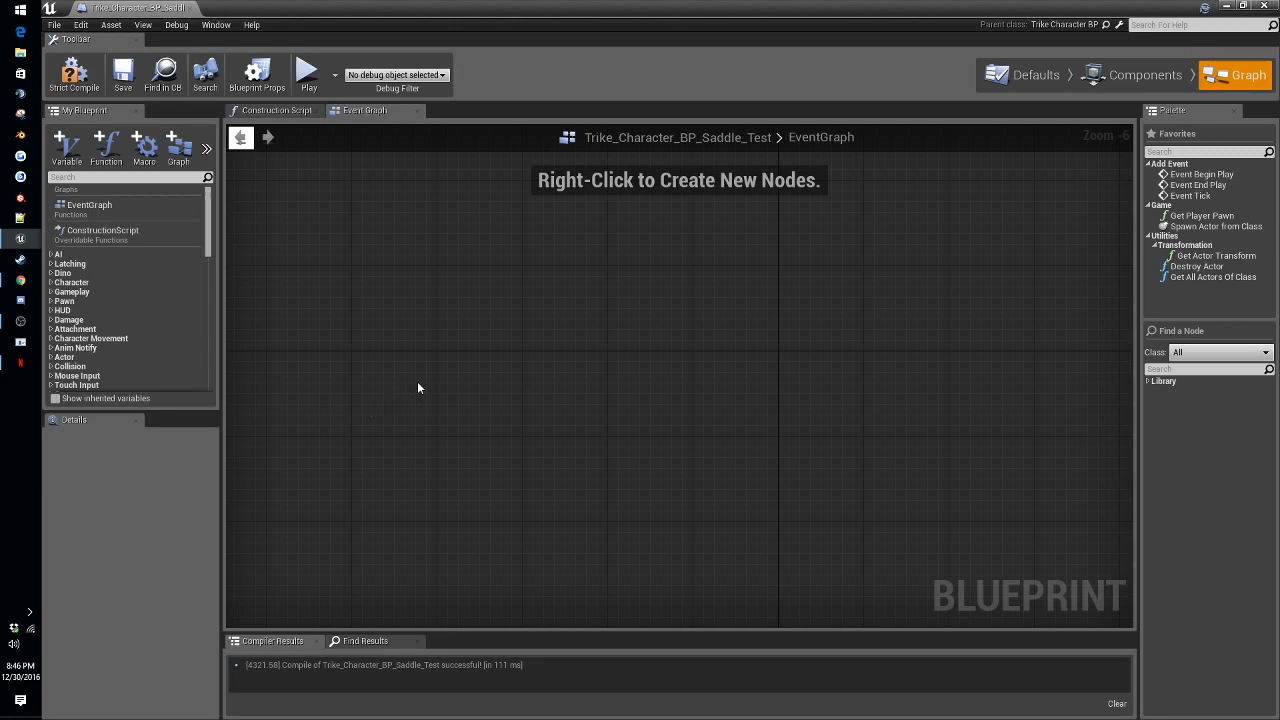 Trike_Character_BP_Saddl
File Edit Asset View Debug Window Help
Parent class: Trike Character BP
Search For Help
Toolbar
Strict Compile
Save
Find in CB
Search
Blueprint Props
Play
No debug object selected
Debug Filter
Defaults
Components
Graph
My Blueprint
Variable
Function
Macro
Graph
Search
Graphs
EventGraph
Functions
ConstructionScript
Overridable Functions
AI
Latching
Dino
Character
Gameplay
Pawn
HUD
Damage
Attachment
Character Movement
Anim Notify
Actor
Collision
Mouse Input
Touch Input
Show inherited variables
Details
Construction Script
Event Graph
Trike_Character_BP_Saddle_Test > EventGraph
Zoom -6
Right-Click to Create New Nodes.
BLUEPRINT
Compiler Results
Find Results
[4321.58] Compile of Trike_Character_BP_Saddle_Test successful! [in 111 ms]
Clear
Palette
Favorites
Search
Add Event
Event Begin Play
Event End Play
Event Tick
Game
Get Player Pawn
Spawn Actor from Class
Utilities
Transformation
Get Actor Transform
Destroy Actor
Get All Actors Of Class
Find a Node
Class: All
Search
Library
8:46 PM
12/30/2016